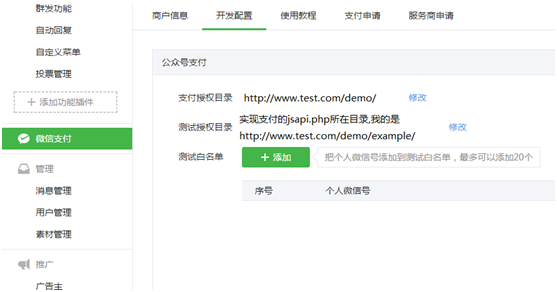 群发功能
自动回复
自定义菜单
投票管理
+ 添加功能插件
微信支付
管理
消息管理
用户管理
素材管理
推广
广告主
商户信息 开发配置 使用教程 支付申请 服务商申请
公众号支付
支付授权目录 http://www.test.com/demo/ 修改
实现支付的jsapi.php所在目录,我的是
测试授权目录 http://www.test.com/demo/example/ 修改
测试白名单 + 添加 把个人微信号添加到测试白名单，最多可以添加20个
序号 个人微信号